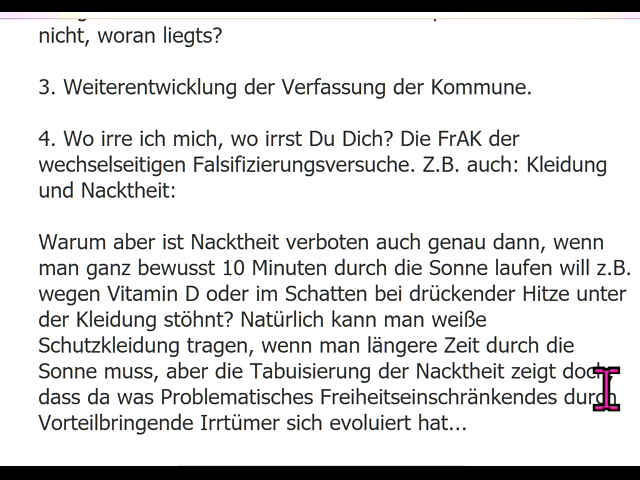 nicht, woran liegts?
3. Weiterentwicklung der Verfassung der Kommune.
4. Wo irre ich mich, wo irrst Du Dich? Die FrAK der
wechselseitigen Falsifizierungsversuche. Z.B. auch: Kleidung
und Nacktheit:
Warum aber ist Nacktheit verboten auch genau dann, wenn
man ganz bewusst 10 Minuten durch die Sonne laufen will z.B.
wegen Vitamin D oder im Schatten bei drückender Hitze unter
der Kleidung stöhnt? Natürlich kann man weiße
Schutzkleidung tragen, wenn man längere Zeit durch die
Sonne muss, aber die Tabuisierung der Nacktheit zeigt doch,
dass da was Problematisches Freiheitseinschränkendes durch
Vorteilbringende Irrtümer sich evoluiert hat...